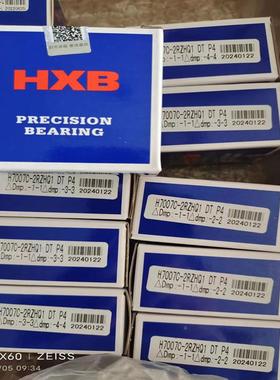 HXB
PRECISION
BEARING
H7007C-2RZHQ1 DT P4
△Dmp:-1-1△dmp:-4-4
20240122
H7007C-2RZHQ1 DT P4
△Dmp:-1-1△dmp:-3-3
20240122
H7007C-2RZHQ1 DT P4
△Dmp:-1-1△dmp:-3-3
20240122
H7007C-2RZHQ1 DT P4
△Dmp:-1-1△dmp:-2-2
20240122
H7007C-2RZHQ1 DT P4
△Dmp:-1-1△dmp:-3-3
20240122
H7007C-2RZHQ1 DT P4
△Dmp:-1-1△dmp:-2-2
20240122
H7007C-2RZHQ1 DT P4
△Dmp:-3-3△dmp:-4-4
20240122
H7007C-2RZHQ1 DT P4
△Dmp:-1-1△dmp:-2-2
20240122
X60 | ZEISS
/05 09:34